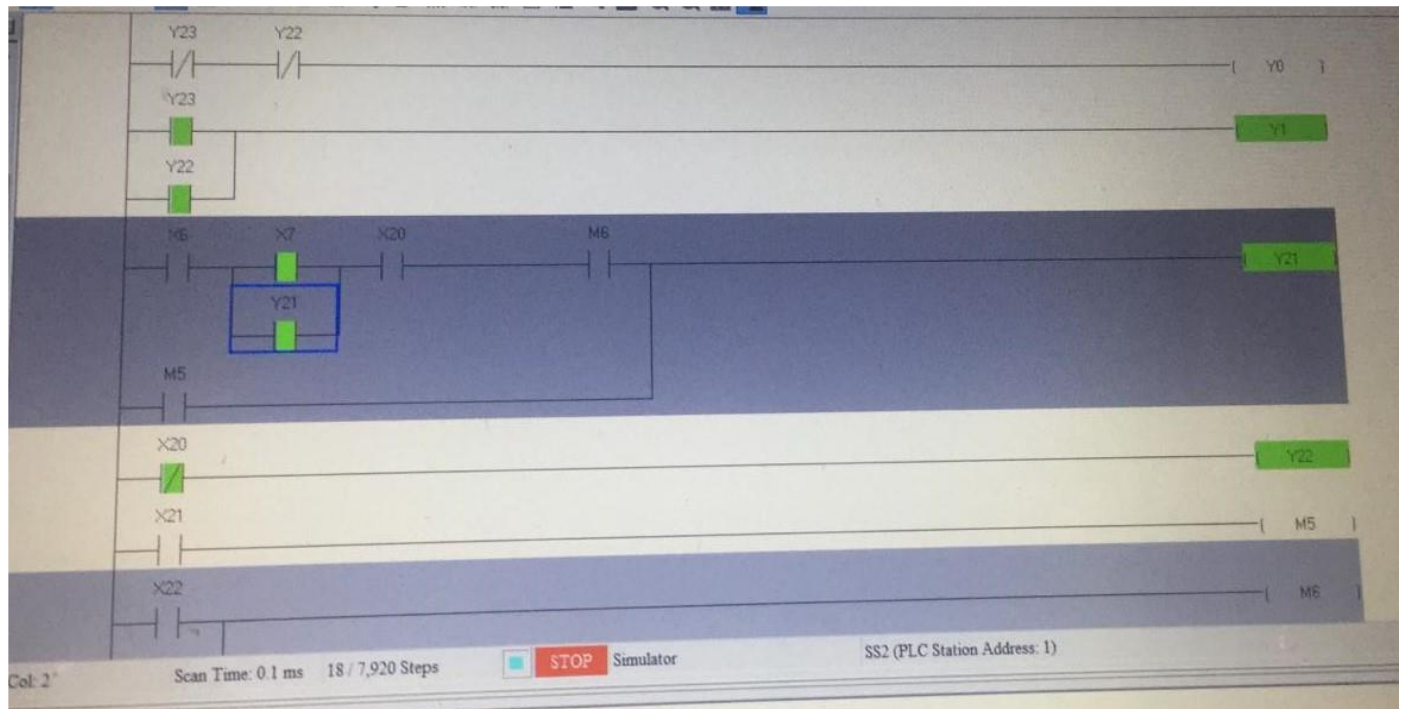 Y23 Y22
Y0
Y23
Y1
Y22
X6 X7 X20 M6
Y21
Y21
M5
X20
Y22
X21
M5
X22
M6
Col: 2 Scan Time: 0.1 ms 18 / 7,920 Steps STOP Simulator SS2 (PLC Station Address: 1)